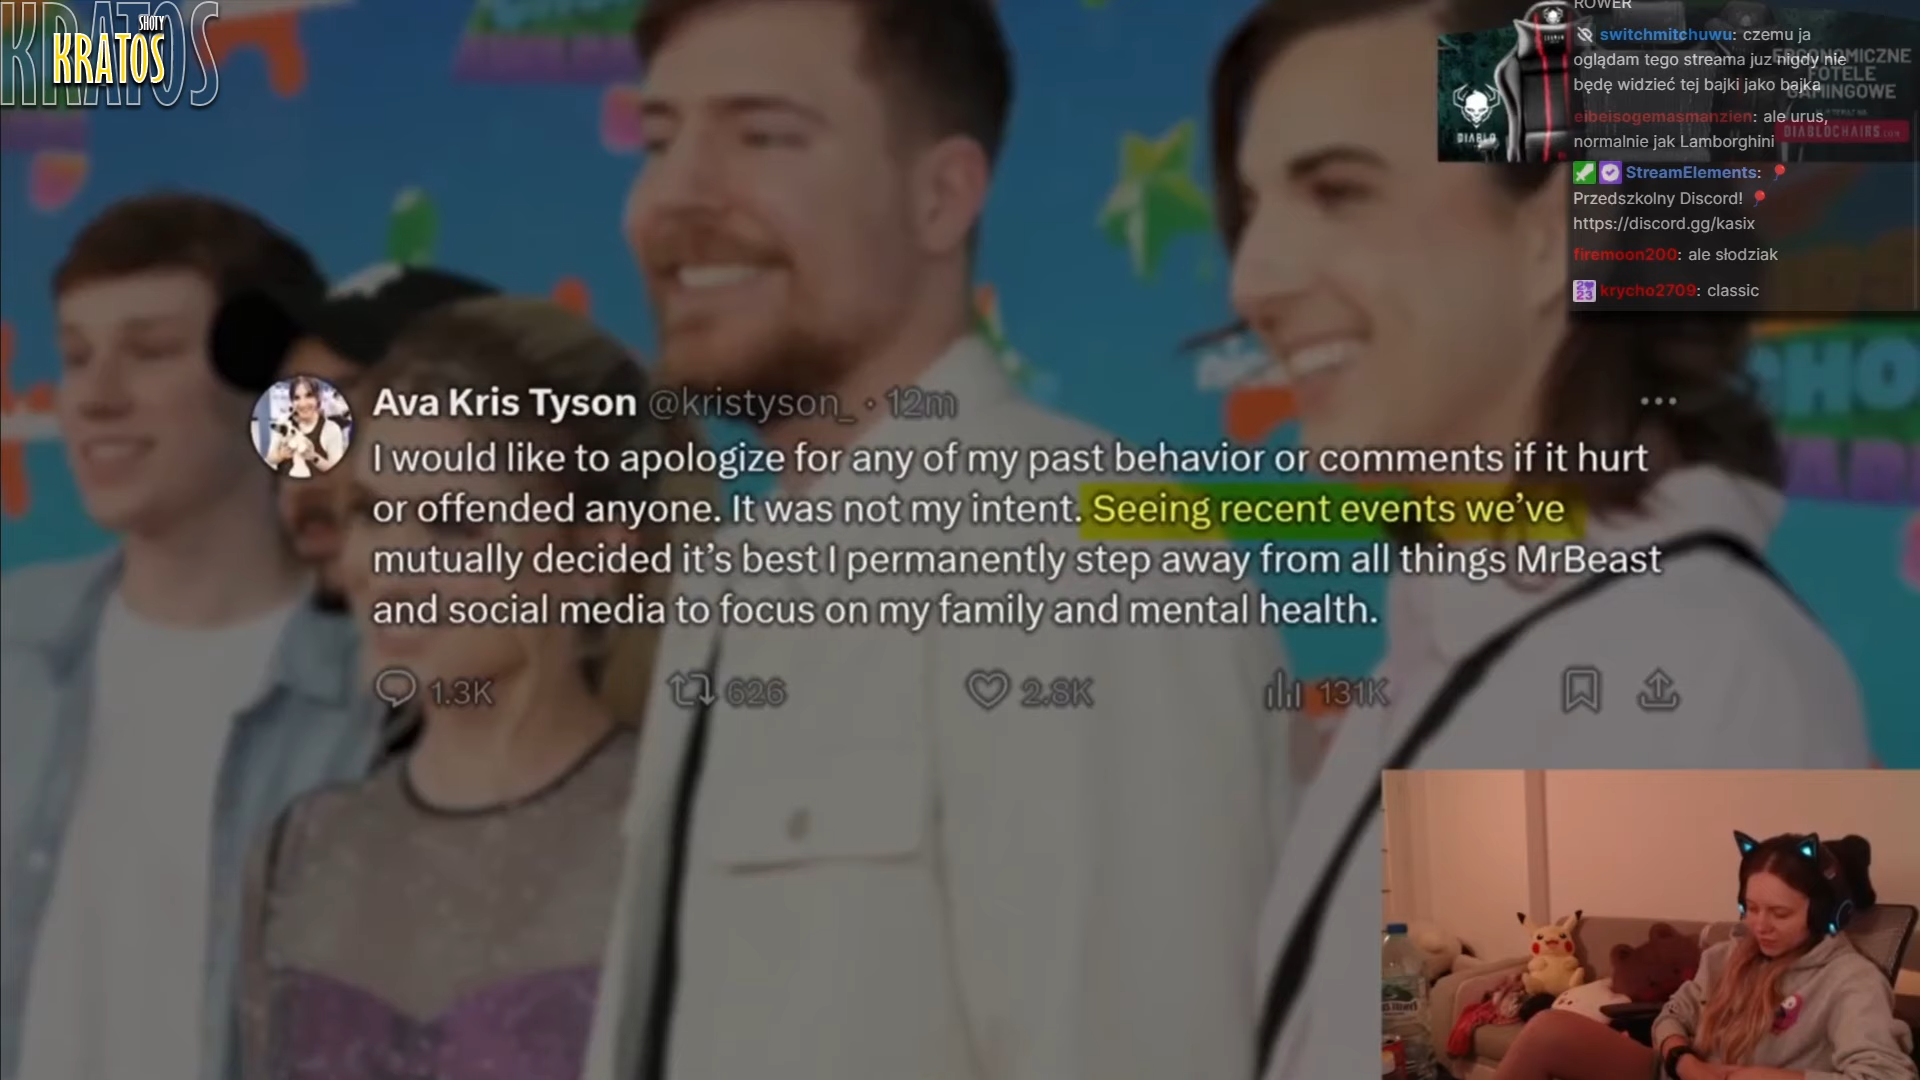 KRATOS
SHOTY
KRATOS
ROWER
switchmitchuwu: czemu ja
oglądam tego streama juz nigdy nie
będę widzieć tej bajki jako bajka
eibeisogemasmanzien: ale urus,
normalnie jak Lamborghini
StreamElements:
Przedszkolny Discord!
https://discord.gg/kasix
firemoon200: ale słodziak
2023 krycho2709: classic
DIABLO
ERGONOMICZNE
FOTELE
GAMINGOWE
DIABLOCHAIRS.COM
Ava Kris Tyson @kristyson_ · 12m
I would like to apologize for any of my past behavior or comments if it hurt
or offended anyone. It was not my intent. Seeing recent events we’ve
mutually decided it’s best I permanently step away from all things MrBeast
and social media to focus on my family and mental health.
1.3K 626 2.8K 131K